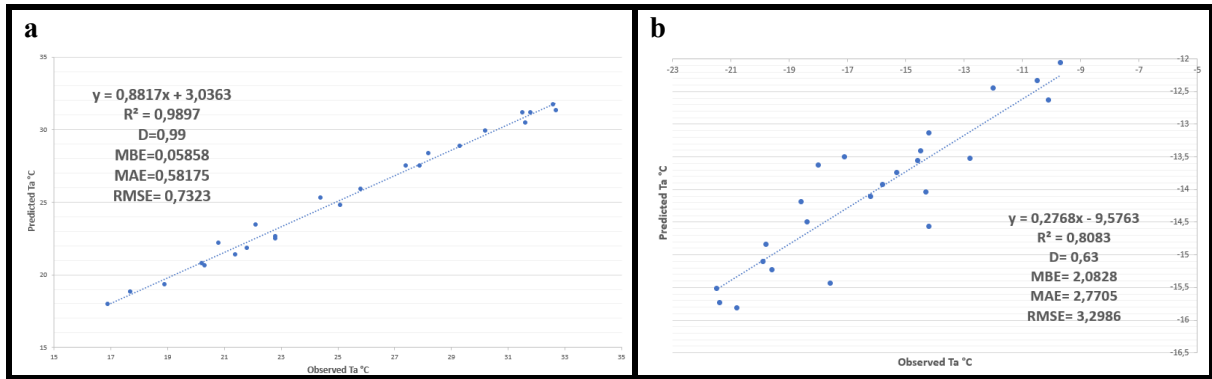 a
35
y = 0,8817x + 3,0363
R² = 0,9897
D=0,99
MBE=0,05858
MAE=0,58175
RMSE= 0,7323
30
25
20
15
Predicted Ta °C
15 17 19 21 23 25 27 29 31 33 35
Observed Ta °C
b
-23 -21 -19 -17 -15 -13 -11 -9 -7 -5
-12
-12,5
-13
-13,5
-14
-14,5
-15
-15,5
-16
-16,5
Predicted Ta °C
y = 0,2768x - 9,5763
R² = 0,8083
D= 0,63
MBE= 2,0828
MAE= 2,7705
RMSE= 3,2986
Observed Ta °C